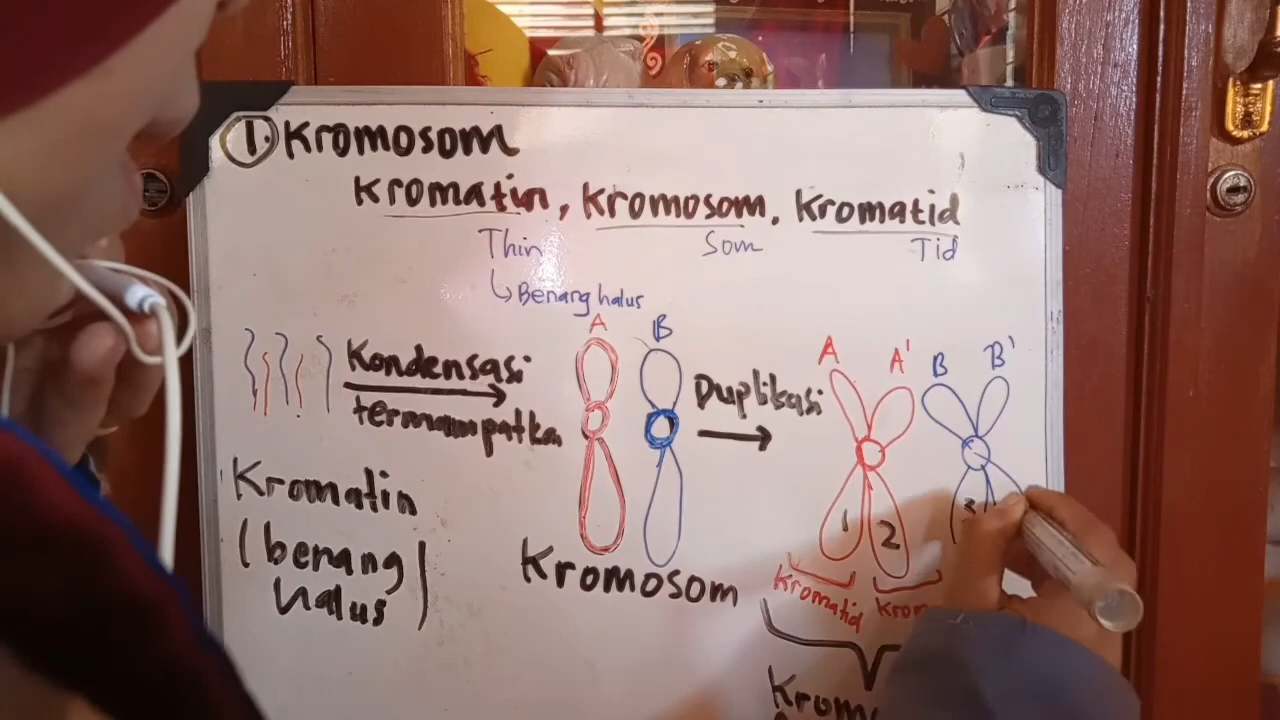 1. Kromosom
Kromatin, Kromosom, Kromatid
Thin Som Tid
Benang halus
A B
A A' B B'
Kondensasi
termampatkan
Duplikasi
Kromatin
(benang
halus)
Kromosom
1 2 3
Kromatid